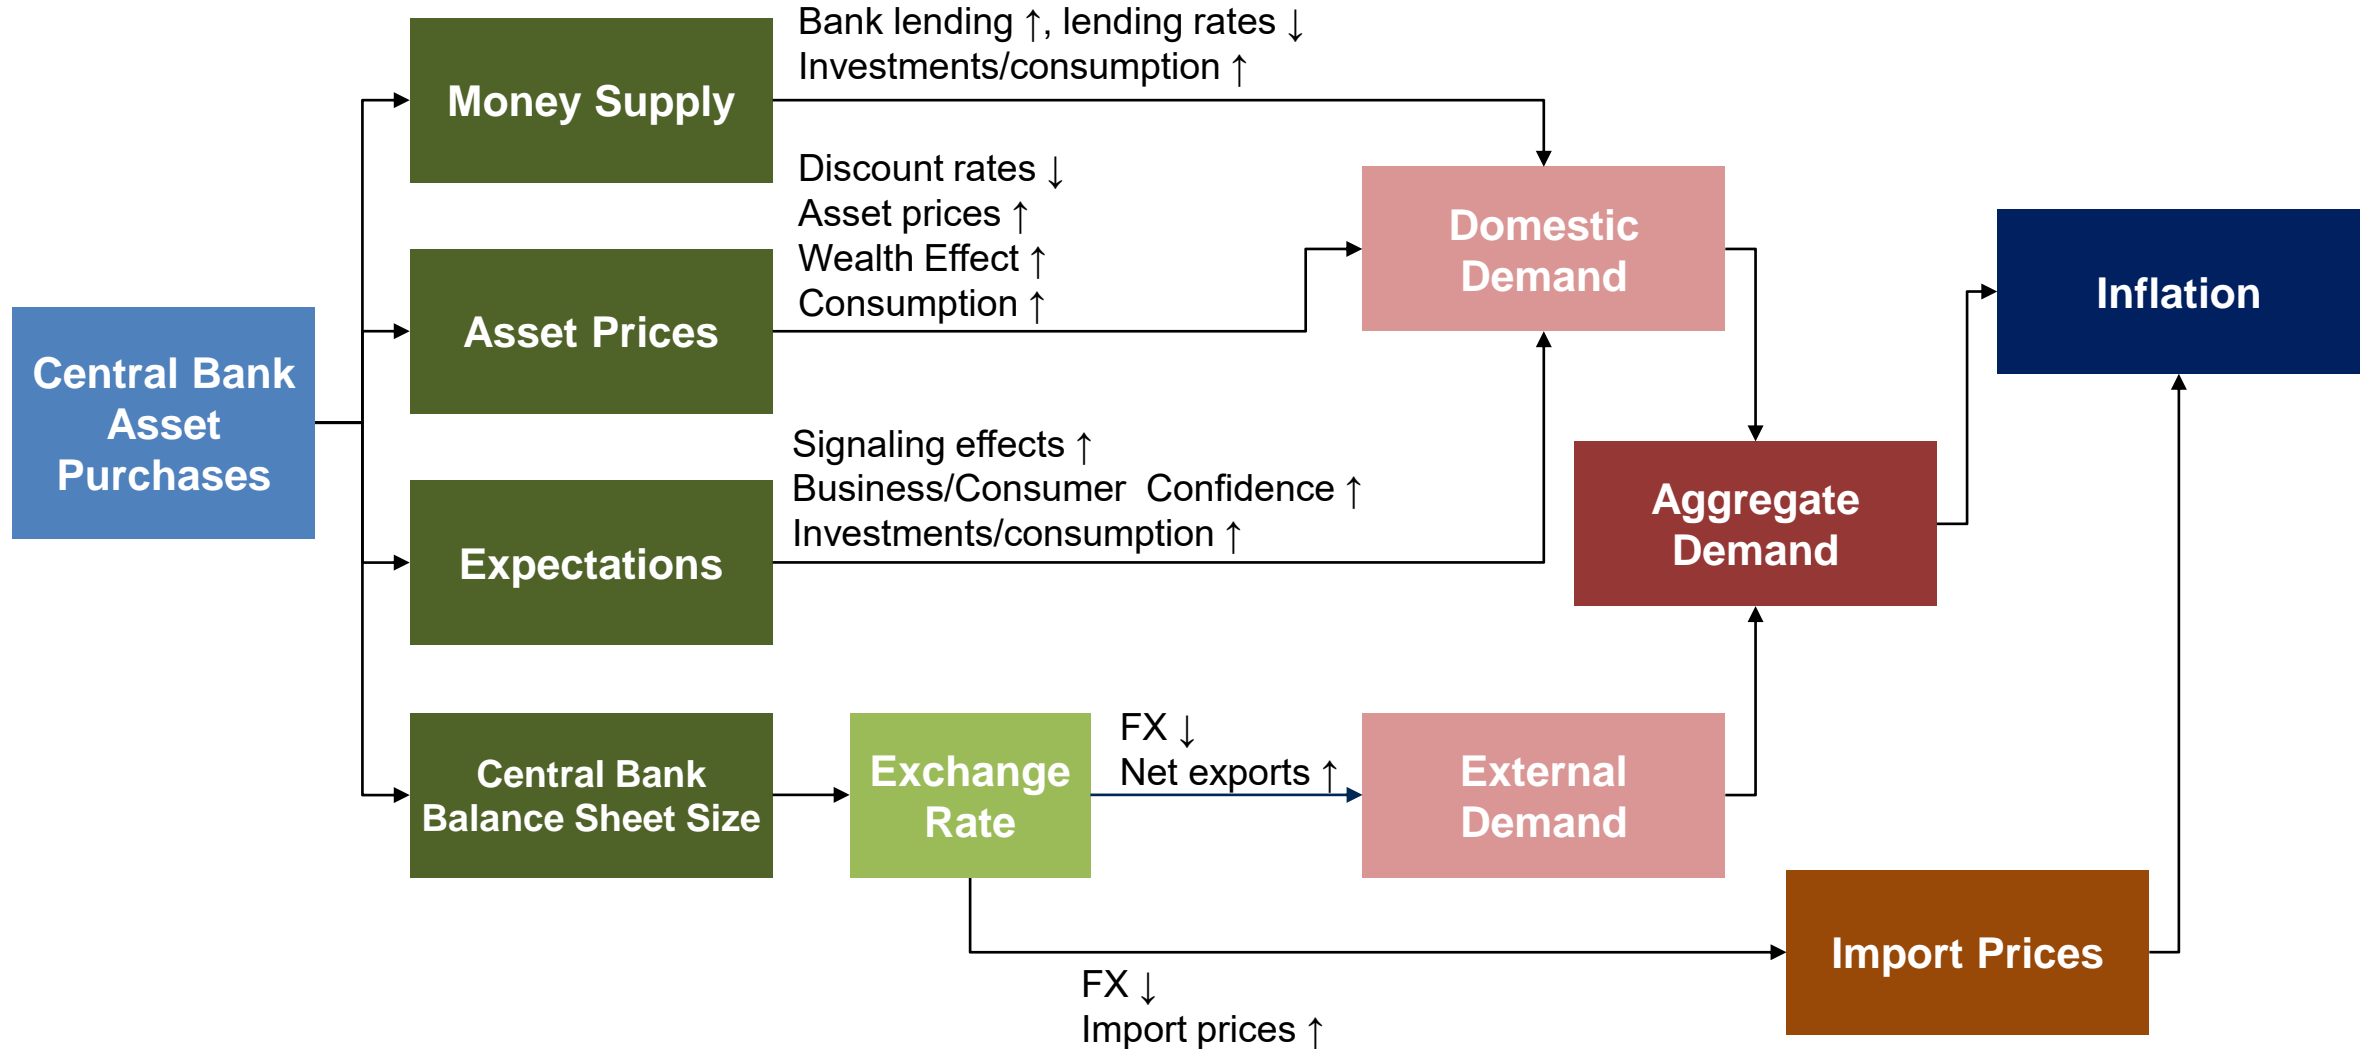 Bank lending ↑, lending rates ↓
Investments/consumption ↑
Money Supply
Discount rates ↓
Asset prices ↑
Wealth Effect ↑
Consumption ↑
Asset Prices
Domestic
Demand
Inflation
Central Bank
Asset
Purchases
Signaling effects ↑
Business/Consumer  Confidence ↑
Investments/consumption ↑
Expectations
Aggregate
Demand
Central Bank
Balance Sheet Size
Exchange
Rate
FX ↓
Net exports ↑
External
Demand
Import Prices
FX ↓
Import prices ↑